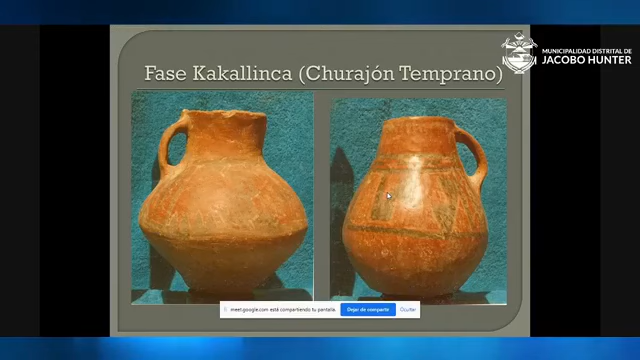 MUNICIPALIDAD DISTRITAL DE
JACOBO HUNTER
Fase Kakallinca (Churajón Temprano)
meet.google.com está compartiendo tu pantalla.
Dejar de compartir
Ocultar